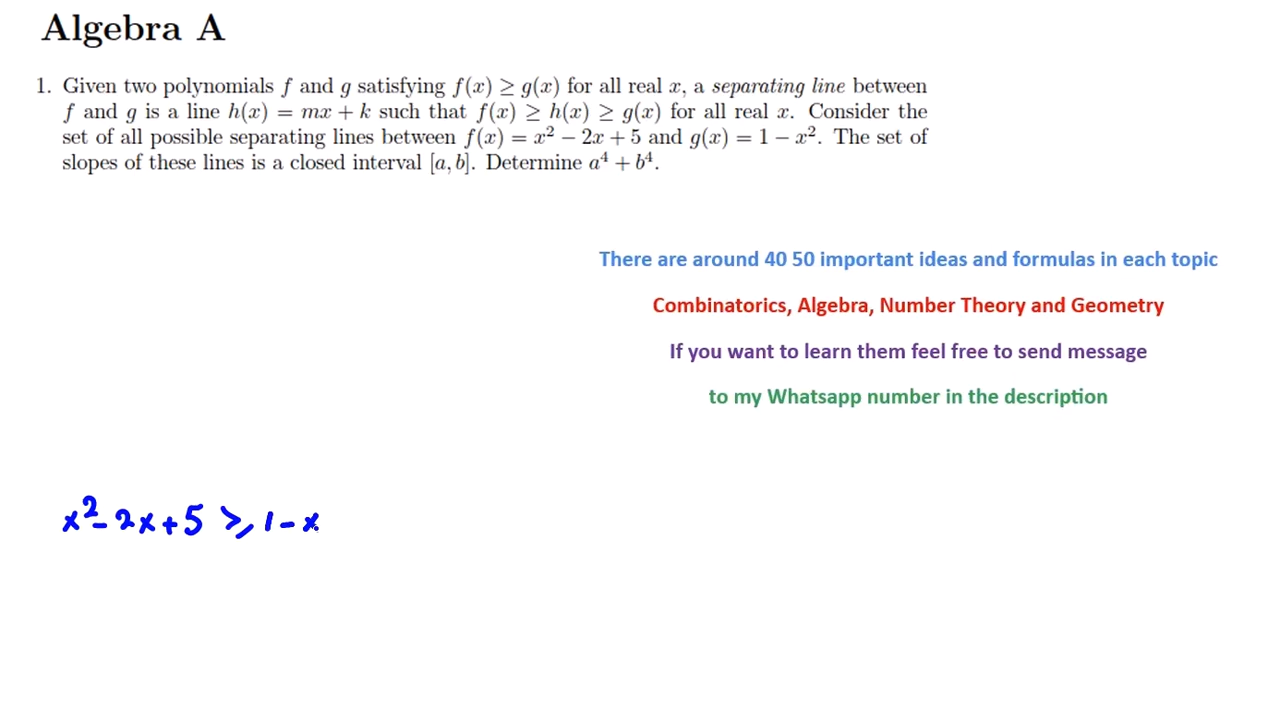 Algebra A
1. Given two polynomials f and g satisfying f(x) ≥ g(x) for all real x, a separating line between
f and g is a line h(x) = mx + k such that f(x) ≥ h(x) ≥ g(x) for all real x. Consider the
set of all possible separating lines between f(x) = x² − 2x + 5 and g(x) = 1 − x². The set of
slopes of these lines is a closed interval [a, b]. Determine a⁴ + b⁴.
There are around 40 50 important ideas and formulas in each topic
Combinatorics, Algebra, Number Theory and Geometry
If you want to learn them feel free to send message
to my Whatsapp number in the description
x² - 2x + 5 ≥ 1 - x